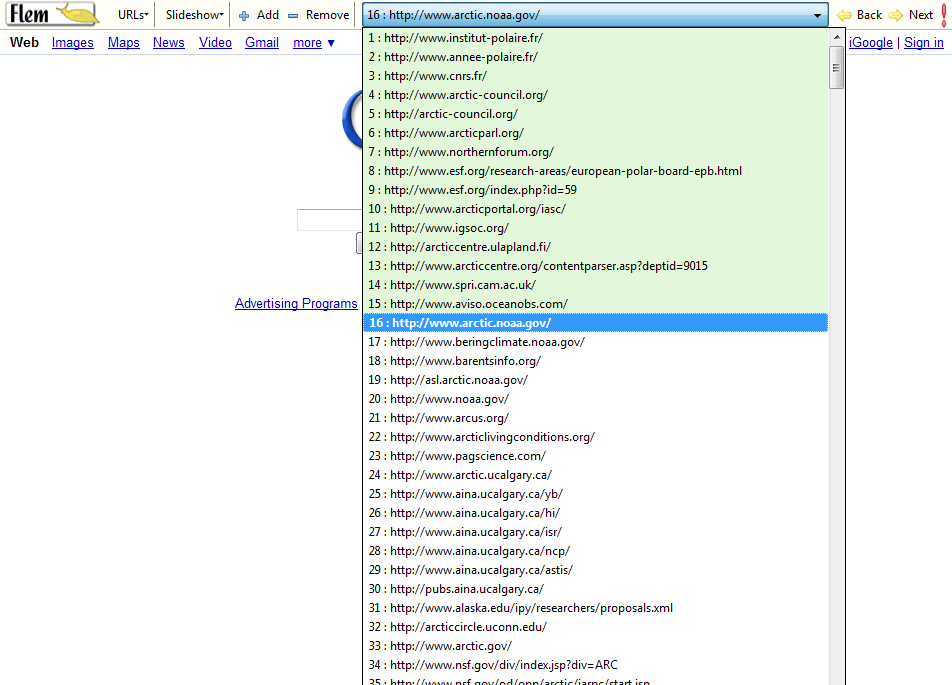 Flem URLs Slideshow Add Remove 16 : http://www.arctic.noaa.gov/ Back Next
Web Images Maps News Video Gmail more ▼ iGoogle | Sign in
1 : http://www.institut-polaire.fr/
2 : http://www.annee-polaire.fr/
3 : http://www.cnrs.fr/
4 : http://www.arctic-council.org/
5 : http://arctic-council.org/
6 : http://www.arcticparl.org/
7 : http://www.northernforum.org/
8 : http://www.esf.org/research-areas/european-polar-board-epb.html
9 : http://www.esf.org/index.php?id=59
10 : http://www.arcticportal.org/iasc/
11 : http://www.igsoc.org/
12 : http://arcticcentre.ulapland.fi/
13 : http://www.arcticcentre.org/contentparser.asp?deptid=9015
14 : http://www.spri.cam.ac.uk/
15 : http://www.aviso.oceanobs.com/
Advertising Programs
16 : http://www.arctic.noaa.gov/
17 : http://www.beringclimate.noaa.gov/
18 : http://www.barentsinfo.org/
19 : http://asl.arctic.noaa.gov/
20 : http://www.noaa.gov/
21 : http://www.arcus.org/
22 : http://www.arcticlivingconditions.org/
23 : http://www.pagscience.com/
24 : http://www.arctic.ucalgary.ca/
25 : http://www.aina.ucalgary.ca/yb/
26 : http://www.aina.ucalgary.ca/hi/
27 : http://www.aina.ucalgary.ca/isr/
28 : http://www.aina.ucalgary.ca/ncp/
29 : http://www.aina.ucalgary.ca/astis/
30 : http://pubs.aina.ucalgary.ca/
31 : http://www.alaska.edu/ipy/researchers/proposals.xml
32 : http://arcticcircle.uconn.edu/
33 : http://www.arctic.gov/
34 : http://www.nsf.gov/div/index.jsp?div=ARC
35 : http://www.nsf.gov/od/opp/arctic/iarpc/start.jsp